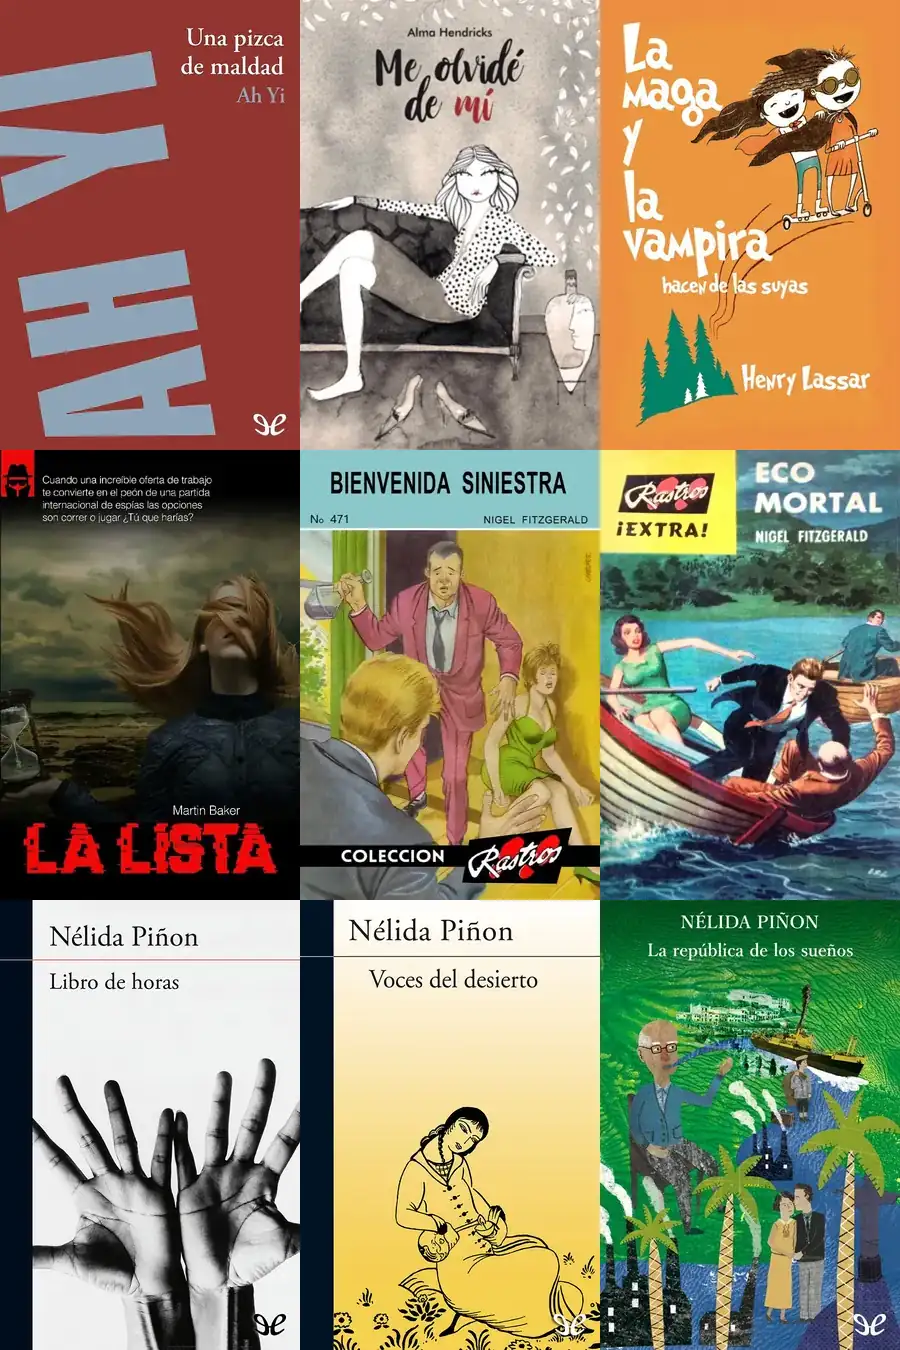 AH YI
Una pizca
de maldad
Ah Yi
Alma Hendricks
Me olvidé
de mí
La
maga
y
la
vampira
hacen de las suyas
Henry Lassar
Cuando una increíble oferta de trabajo
te convierte en el peón de una partida
internacional de espías las opciones
son correr o jugar ¿Tú que harías?
Martin Baker
LA LISTA
BIENVENIDA SINIESTRA
No 471
NIGEL FITZGERALD
COLECCION
Rastros
Rastros
¡EXTRA!
ECO
MORTAL
NIGEL FITZGERALD
Nélida Piñon
Libro de horas
Nélida Piñon
Voces del desierto
NÉLIDA PIÑON
La república de los sueños